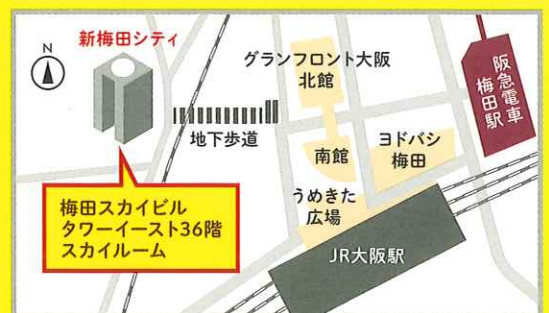 N
新梅田シティ
グランフロント大阪
北館
阪急電車
梅田駅
地下歩道
南館
ヨドバシ
梅田
うめきた
広場
梅田スカイビル
タワーイースト36階
スカイルーム
JR大阪駅